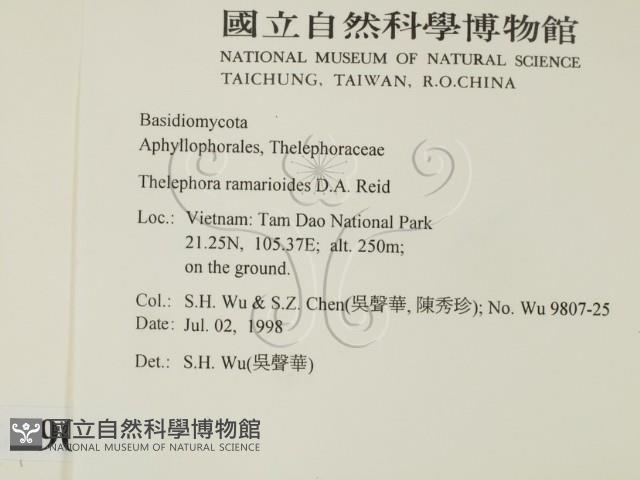 國立自然科學博物館
NATIONAL MUSEUM OF NATURAL SCIENCE
TAICHUNG, TAIWAN, R.O.CHINA
Basidiomycota
Aphyllophorales, Thelephoraceae
Thelephora ramarioides D.A. Reid
Loc.: Vietnam: Tam Dao National Park
21.25N, 105.37E; alt. 250m;
on the ground.
Col.: S.H. Wu & S.Z. Chen(吳聲華, 陳秀珍); No. Wu 9807-25
Date: Jul. 02, 1998
Det.: S.H. Wu(吳聲華)
國立自然科學博物館
NATIONAL MUSEUM OF NATURAL SCIENCE